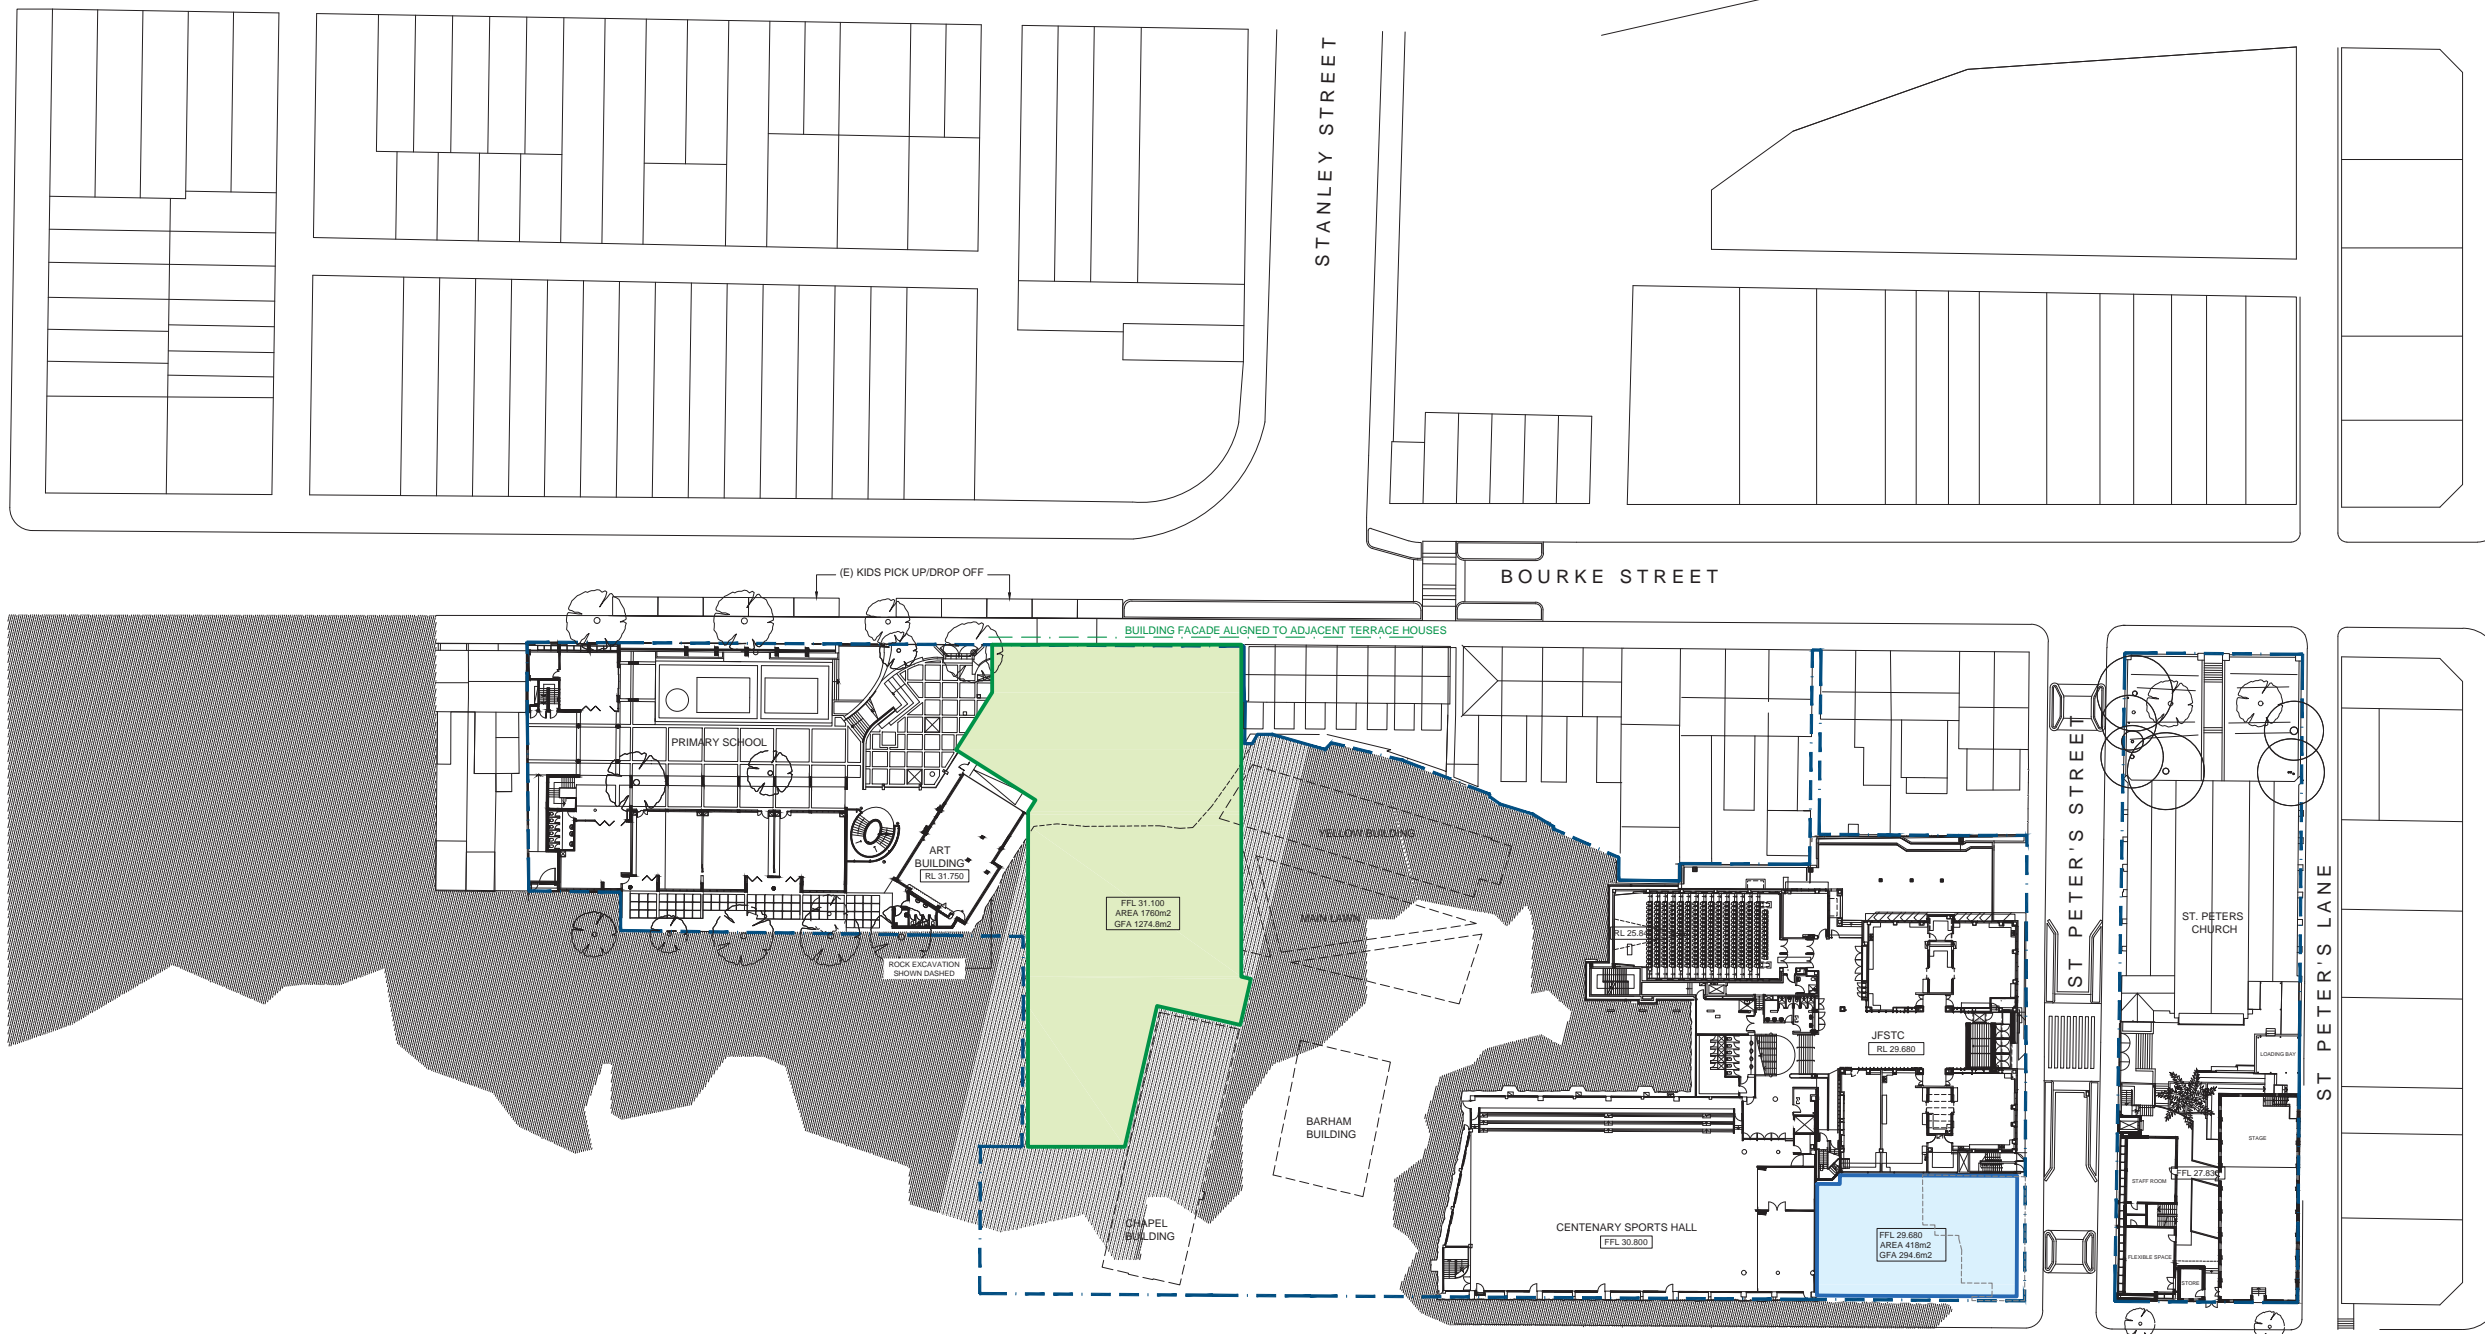 STANLEY STREET
BOURKE STREET
(E) KIDS PICK UP/DROP OFF
BUILDING FACADE ALIGNED TO ADJACENT TERRACE HOUSES
PRIMARY SCHOOL
ART
BUILDING
RL 31.750
ROCK EXCAVATION
SHOWN DASHED
FFL 31.100
AREA 1760m2
GFA 1274.8m2
YELLOW BUILDING
MAIN LAWN
BARHAM
BUILDING
CHAPEL
BUILDING
JFSTC
RL 29.680
CENTENARY SPORTS HALL
FFL 30.800
FFL 29.680
AREA 418m2
GFA 294.6m2
ST PETER'S STREET
ST. PETERS
CHURCH
LOADING BAY
STAGE
STAFF ROOM
FLEXIBLE SPACE
STORE
ST PETER'S LANE